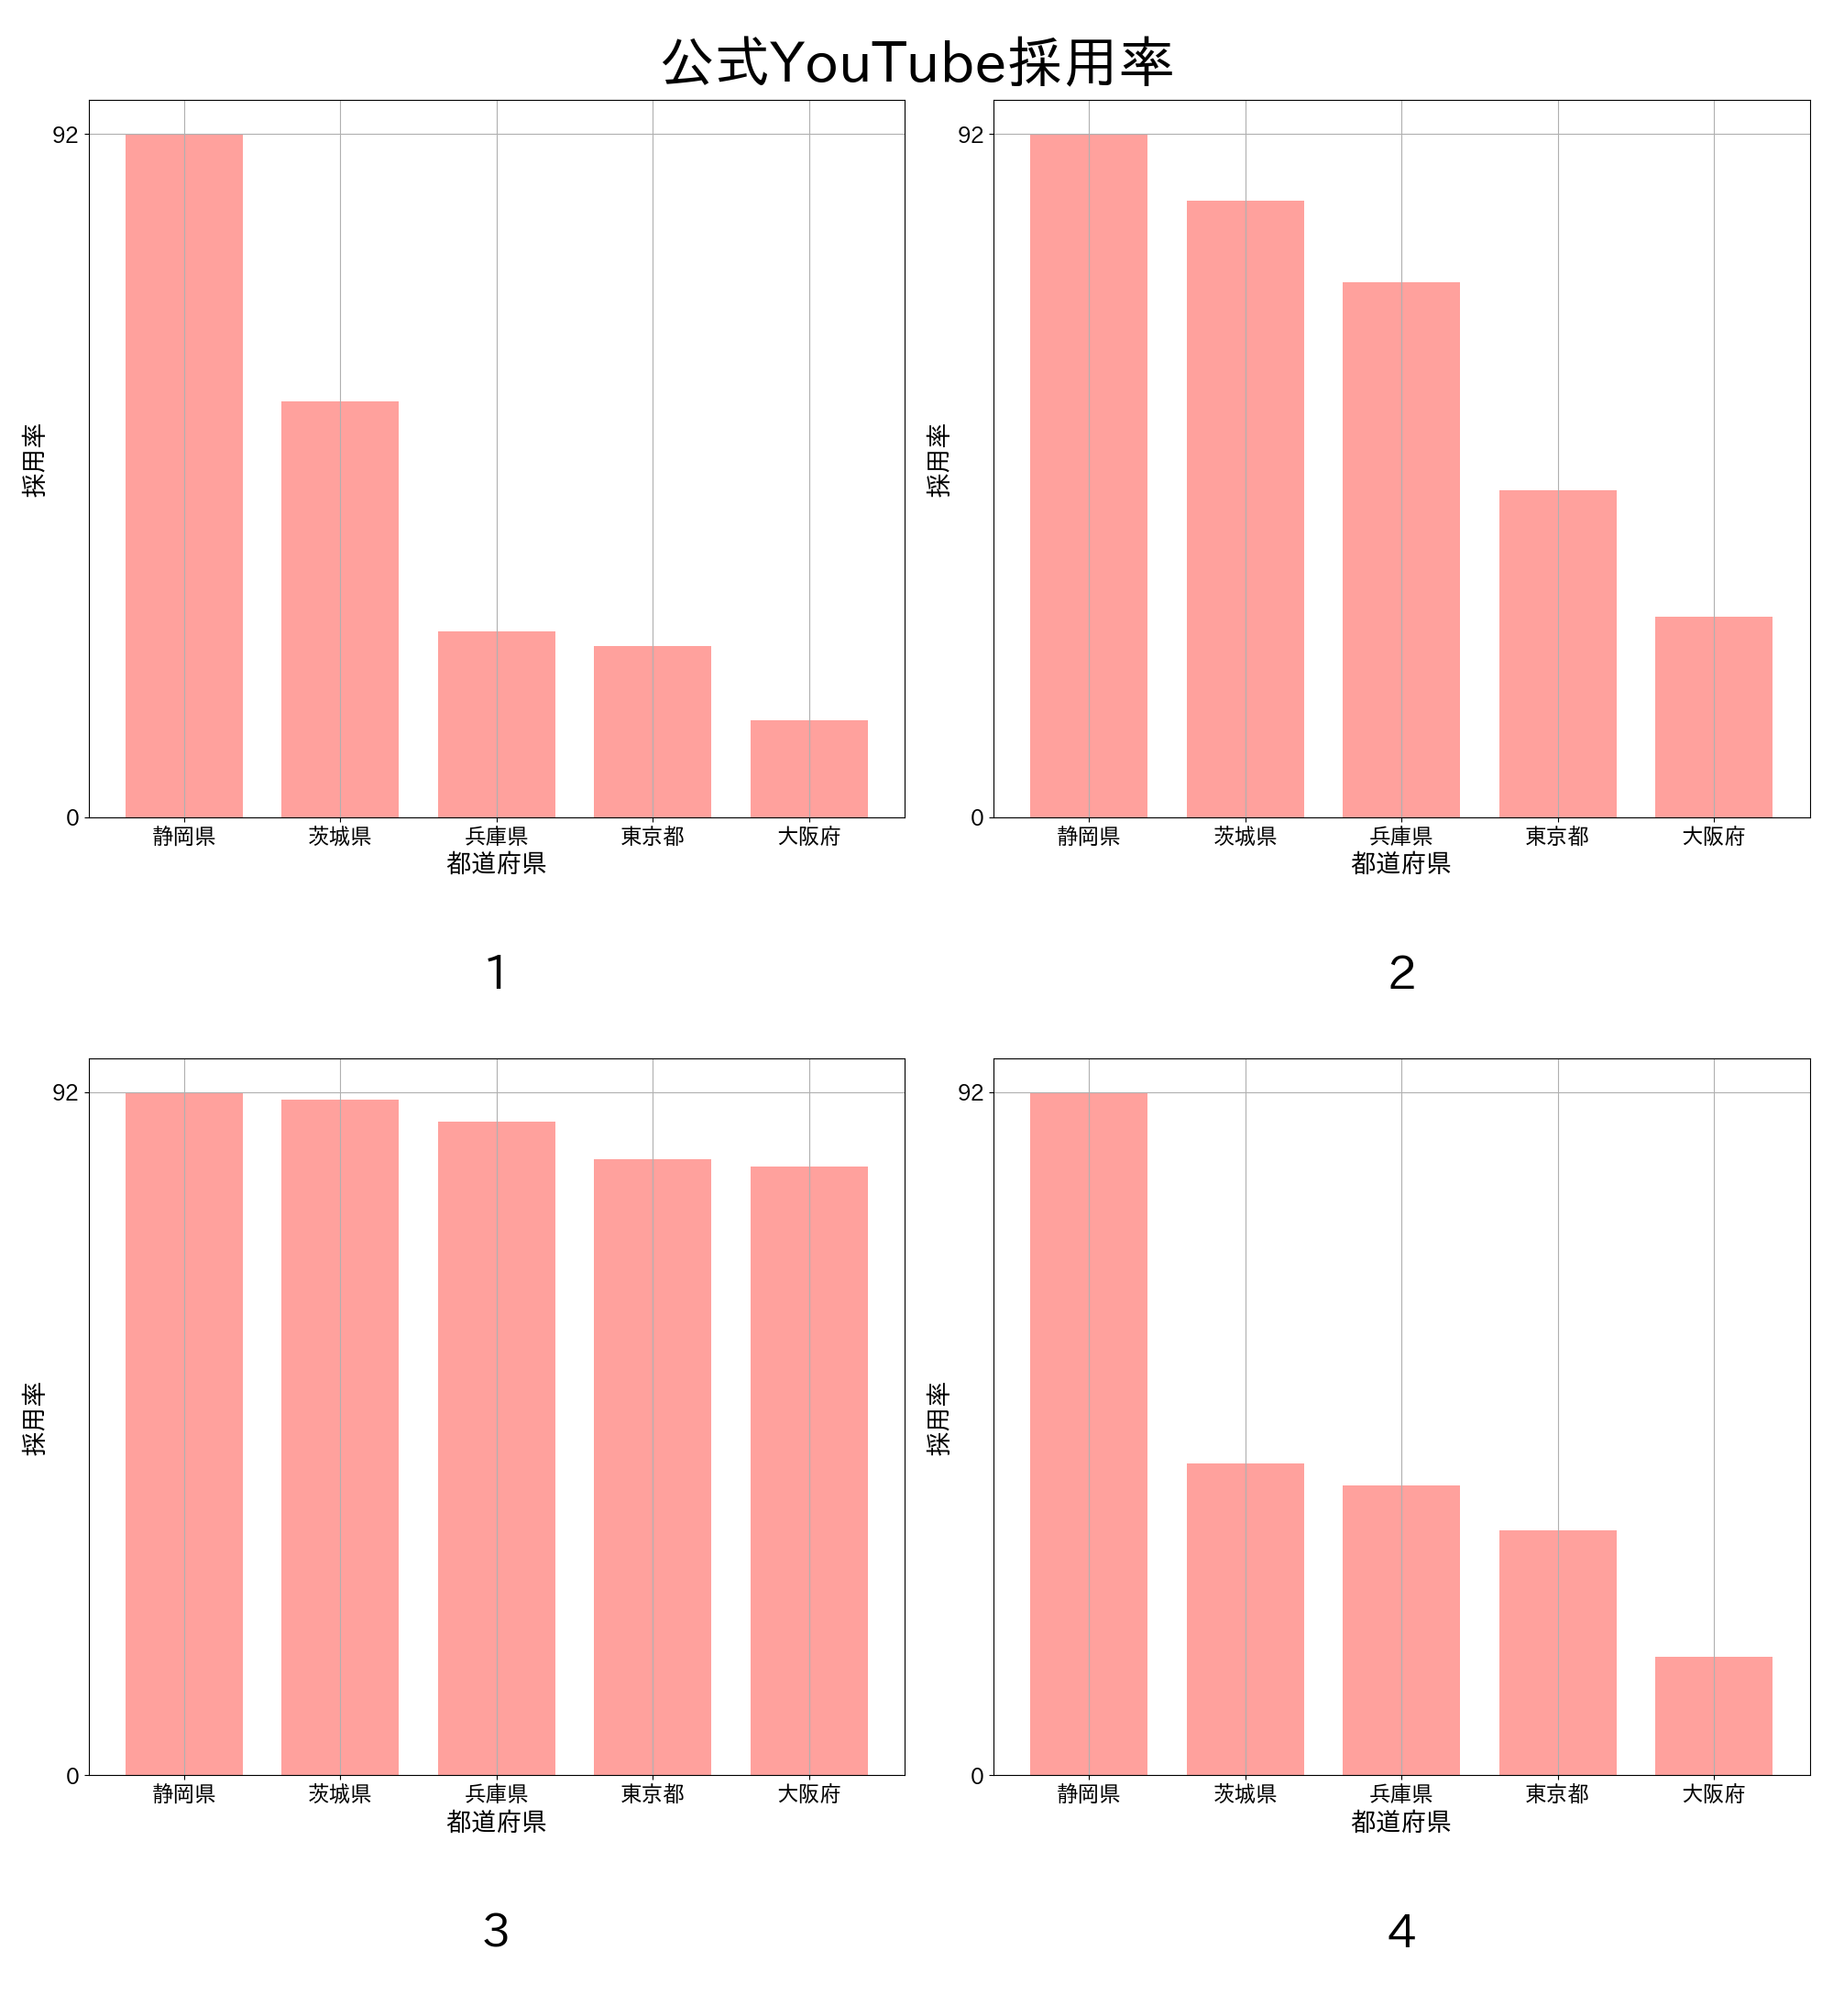 公式YouTube採用率
92
採用率
0
静岡県 茨城県 兵庫県 東京都 大阪府
都道府県
1
92
採用率
0
静岡県 茨城県 兵庫県 東京都 大阪府
都道府県
2
92
採用率
0
静岡県 茨城県 兵庫県 東京都 大阪府
都道府県
3
92
採用率
0
静岡県 茨城県 兵庫県 東京都 大阪府
都道府県
4